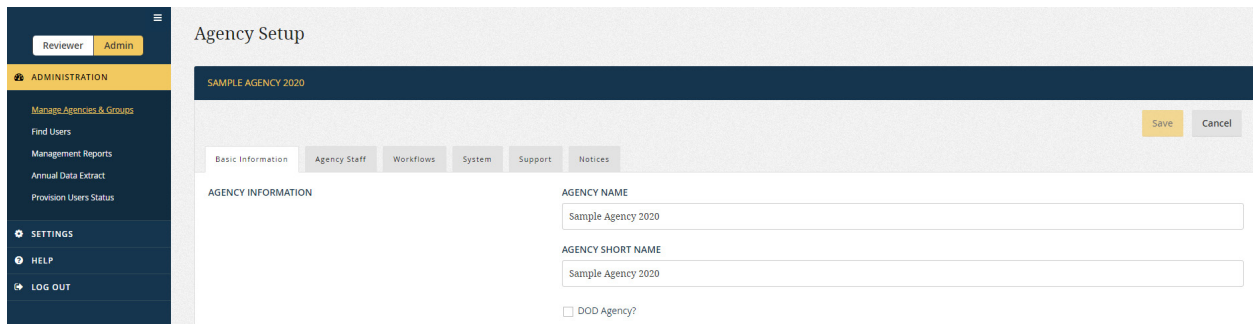 Reviewer Admin
ADMINISTRATION
Manage Agencies & Groups
Find Users
Management Reports
Annual Data Extract
Provision Users Status
SETTINGS
HELP
LOG OUT
Agency Setup
SAMPLE AGENCY 2020
Save Cancel
Basic Information Agency Staff Workflows System Support Notices
AGENCY INFORMATION
AGENCY NAME
Sample Agency 2020
AGENCY SHORT NAME
Sample Agency 2020
DOD Agency?